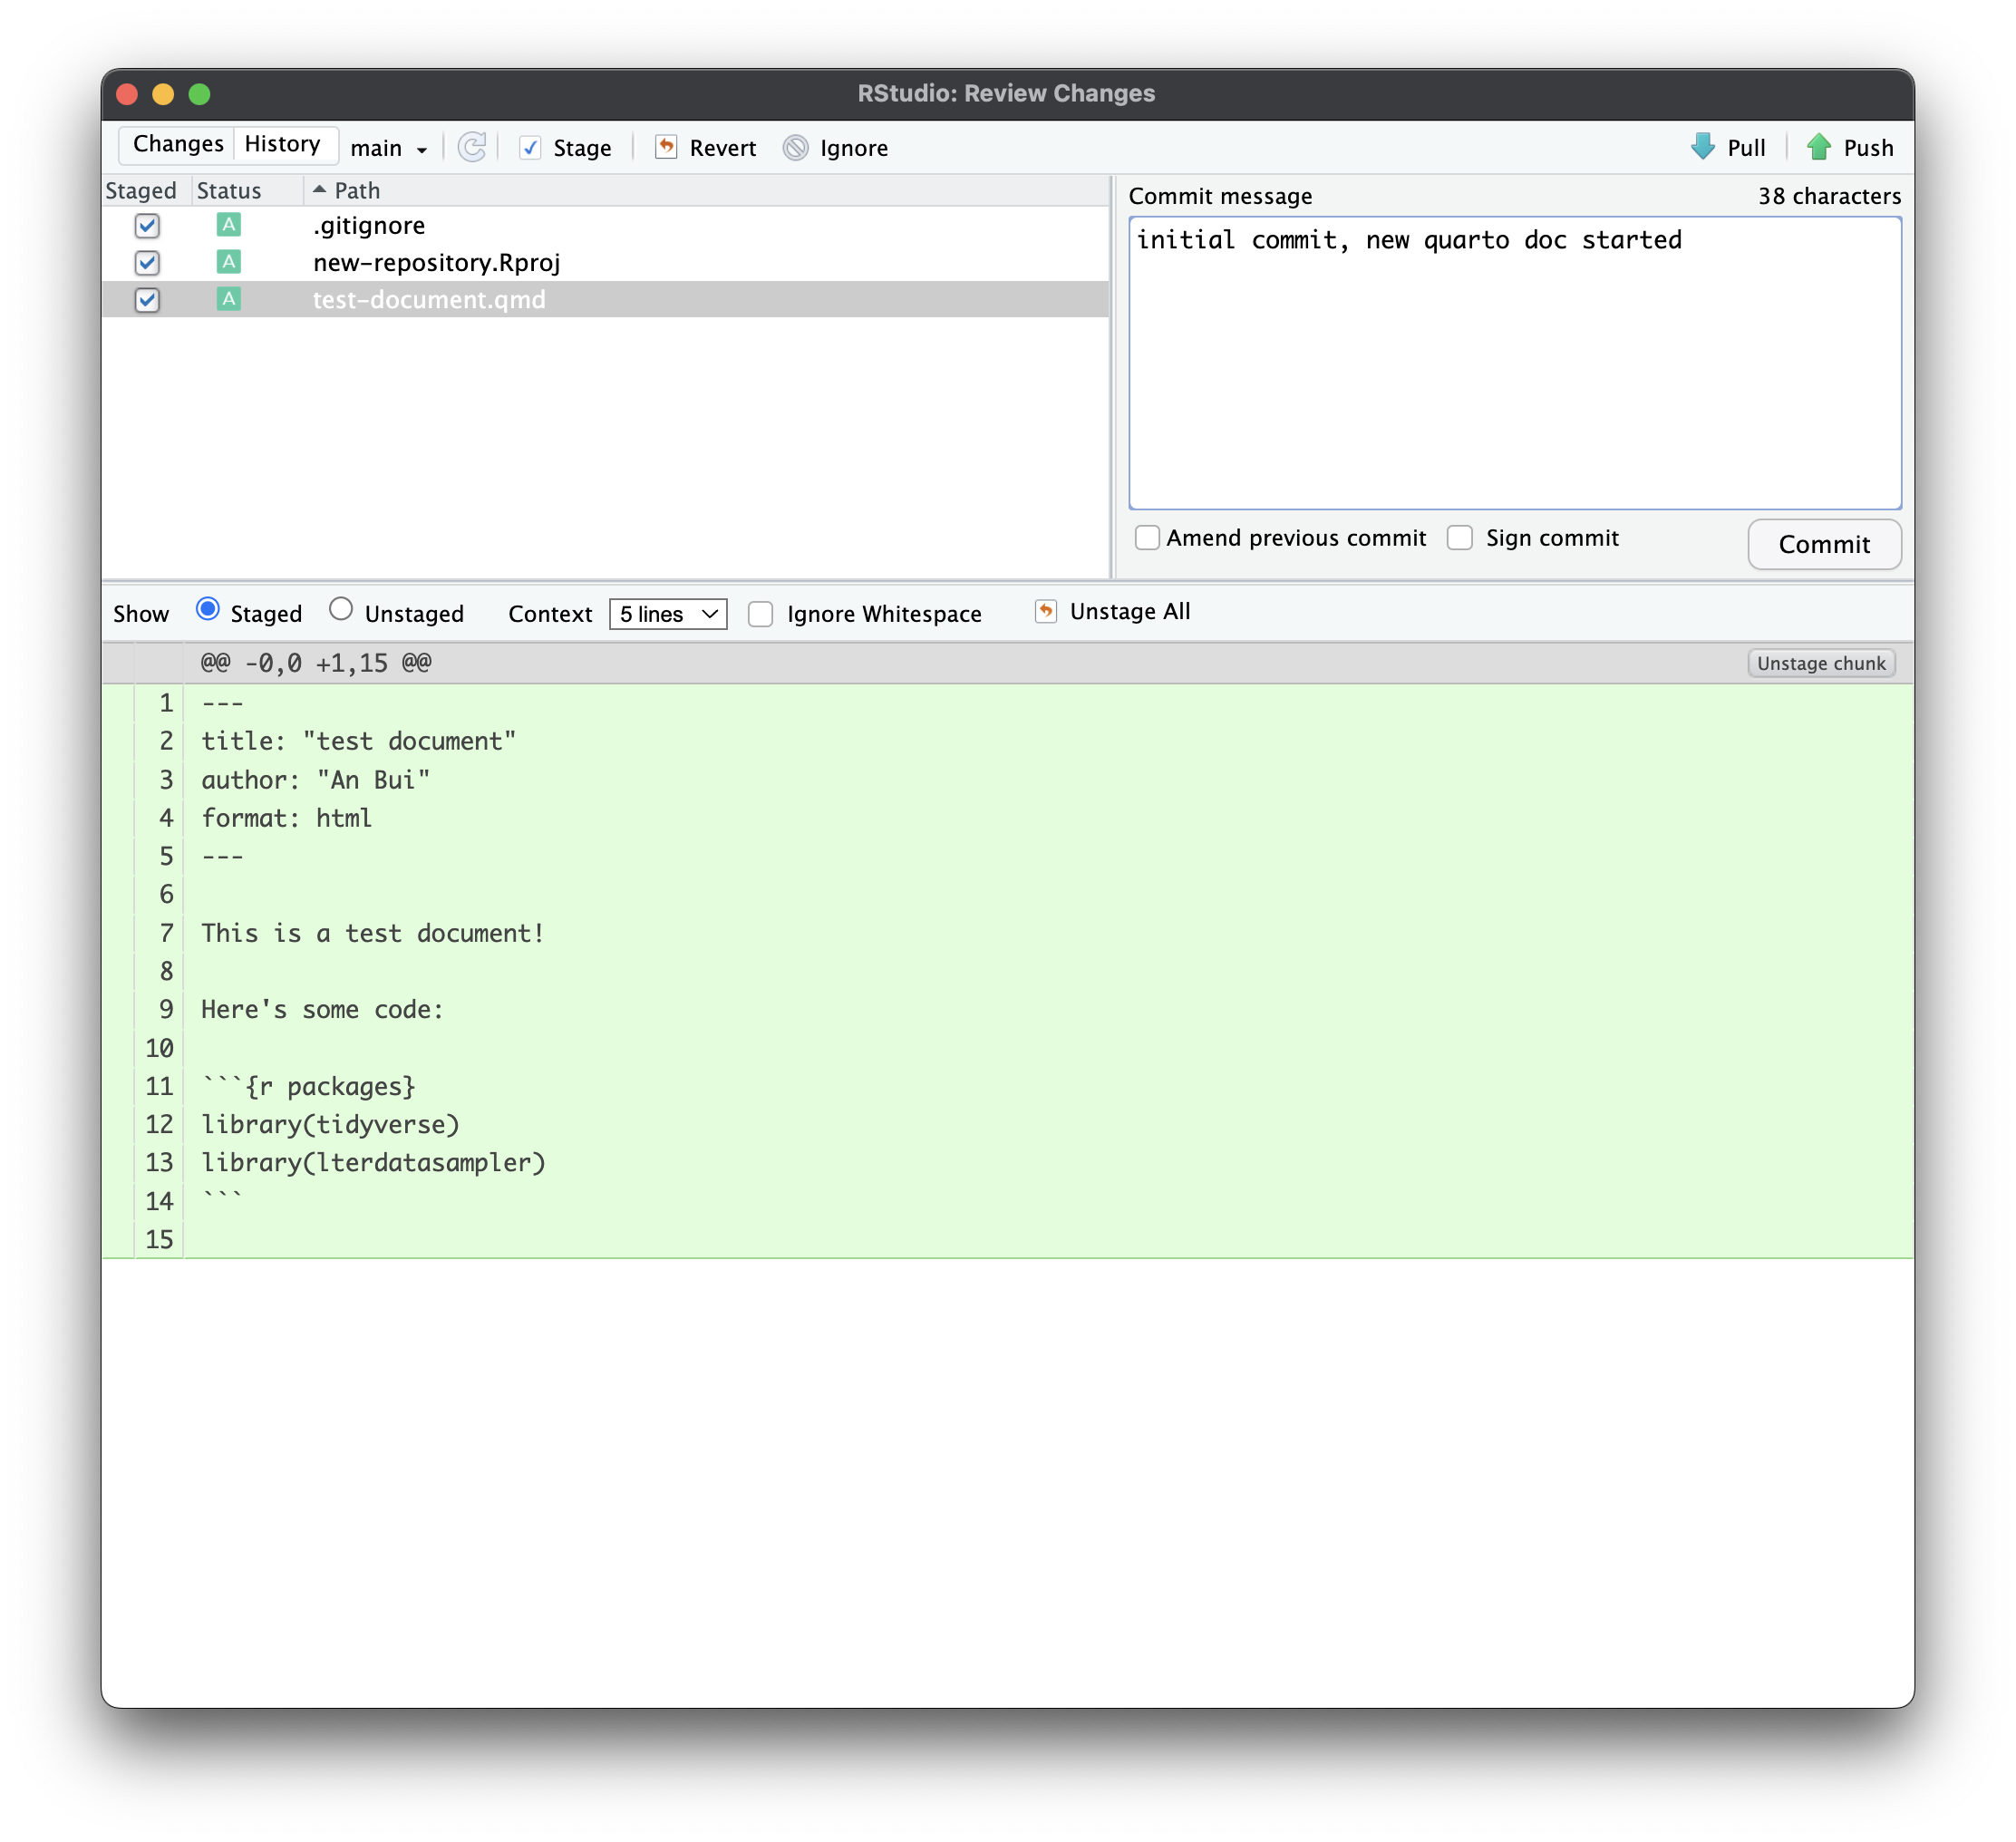 RStudio: Review Changes
Changes History main Stage Revert Ignore Pull Push
Staged Status Path
A .gitignore
A new-repository.Rproj
A test-document.qmd
Commit message 38 characters
initial commit, new quarto doc started
Amend previous commit Sign commit Commit
Show Staged Unstaged Context 5 lines Ignore Whitespace Unstage All
@@ -0,0 +1,15 @@ Unstage chunk
1 ---
2 title: "test document"
3 author: "An Bui"
4 format: html
5 ---
6
7 This is a test document!
8
9 Here's some code:
10
11 ```{r packages}
12 library(tidyverse)
13 library(lterdatasampler)
14 ```
15